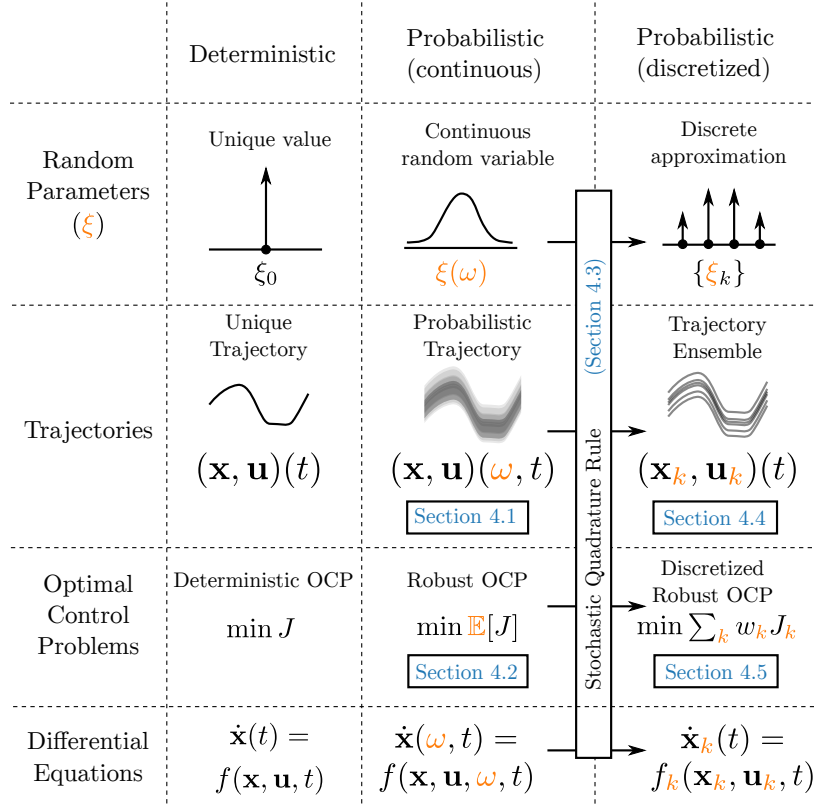 Deterministic
Probabilistic
(continuous)
Probabilistic
(discretized)
Random
Parameters
(ξ)
Unique value
ξ₀
Continuous
random variable
ξ(ω)
Discrete
approximation
{ξₖ}
Stochastic Quadrature Rule (Section 4.3)
Trajectories
Unique
Trajectory
(x, u)(t)
Probabilistic
Trajectory
(x, u)(ω, t)
Section 4.1
Trajectory
Ensemble
(xₖ, uₖ)(t)
Section 4.4
Optimal
Control
Problems
Deterministic OCP
min J
Robust OCP
min 𝔼[J]
Section 4.2
Discretized
Robust OCP
min ∑ₖ wₖJₖ
Section 4.5
Differential
Equations
ẋ(t) =
f(x, u, t)
ẋ(ω, t) =
f(x, u, ω, t)
ẋₖ(t) =
fₖ(xₖ, uₖ, t)